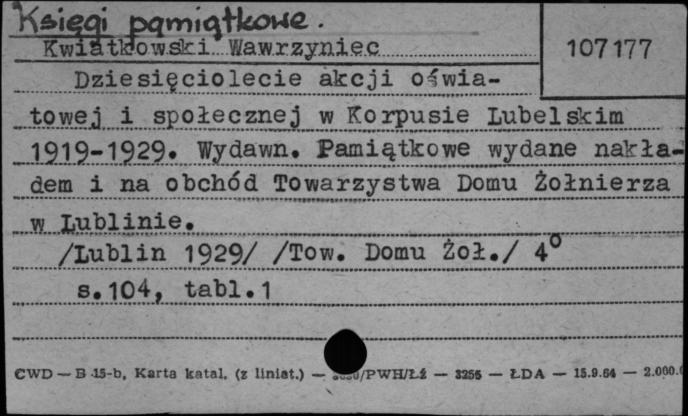 Księgi pamiątkowe.
Kwiatkowski Wawrzyniec
107177
Dziesięciolecie akcji oświa-
towej i społecznej w Korpusie Lubelskim
1919-1929. Wydawn. Pamiątkowe wydane nakła-
dem i na obchód Towarzystwa Domu Żołnierza
w Lublinie.
/Lublin 1929/ /Tow. Domu Żoł./ 4°
s.104, tabl.1
CWD — B 15-b, Karta katal. (z liniat.) — /PWH/ŁŻ — 3255 — ŁDA — 15.9.64 — 2.000.